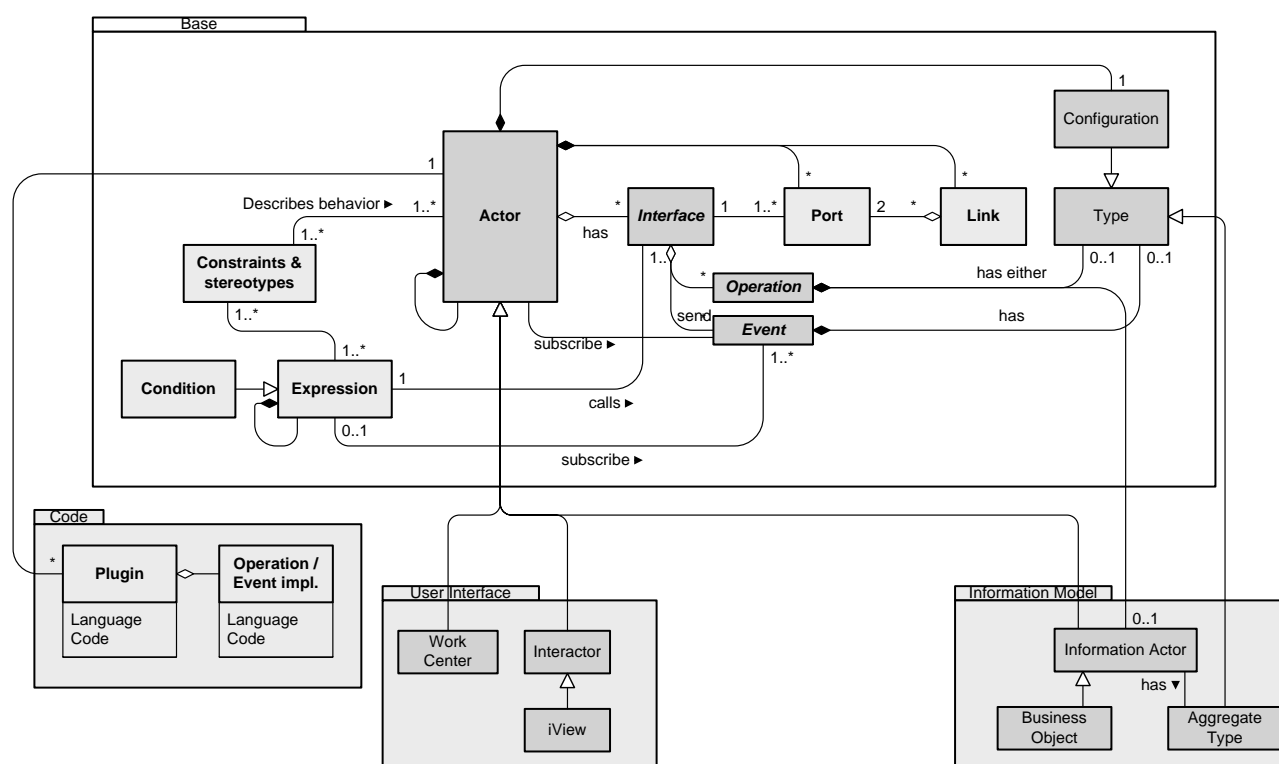 Base
1
Configuration
1
Describes behavior ►
1..*
Actor
*
has
Interface
1
1..*
*
Port
2
*
*
Link
Type
1..*
Constraints &
stereotypes
1..
0..1
0..1
has either
*
Operation
send
*
Event
has
1..*
subscribe ►
1..*
1..*
Condition
Expression
1
calls ►
0..1
subscribe ►
Code
*
Plugin
Operation /
Event impl.
Language
Code
Language
Code
User Interface
Work
Center
Interactor
iView
Information Model
0..1
Information Actor
has ▼
Business
Object
Aggregate
Type